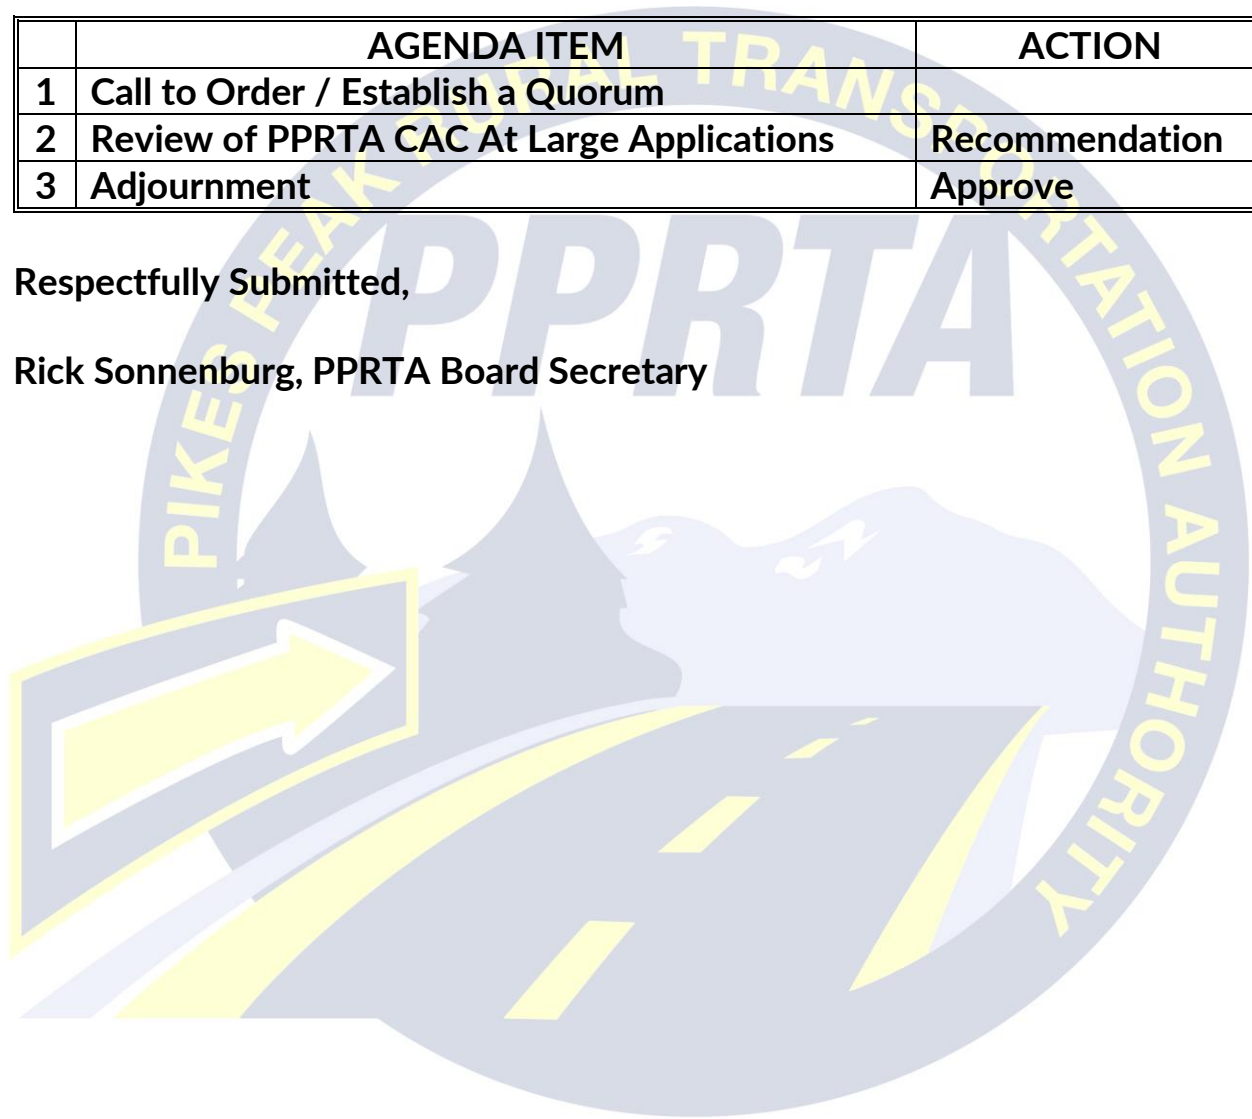 AGENDA ITEM ACTION
1 Call to Order / Establish a Quorum
2 Review of PPRTA CAC At Large Applications Recommendation
3 Adjournment Approve
Respectfully Submitted,
Rick Sonnenburg, PPRTA Board Secretary
PIKES PEAK RURAL TRANSPORTATION AUTHORITY
PPRTA